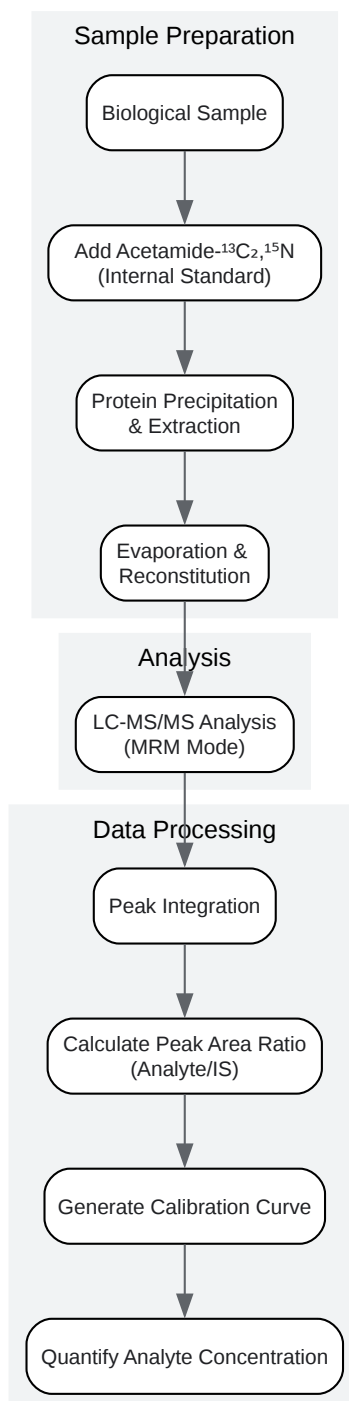 Sample Preparation
Biological Sample
Add Acetamide-¹³C₂,¹⁵N
(Internal Standard)
Protein Precipitation
& Extraction
Evaporation &
Reconstitution
Analysis
LC-MS/MS Analysis
(MRM Mode)
Data Processing
Peak Integration
Calculate Peak Area Ratio
(Analyte/IS)
Generate Calibration Curve
Quantify Analyte Concentration